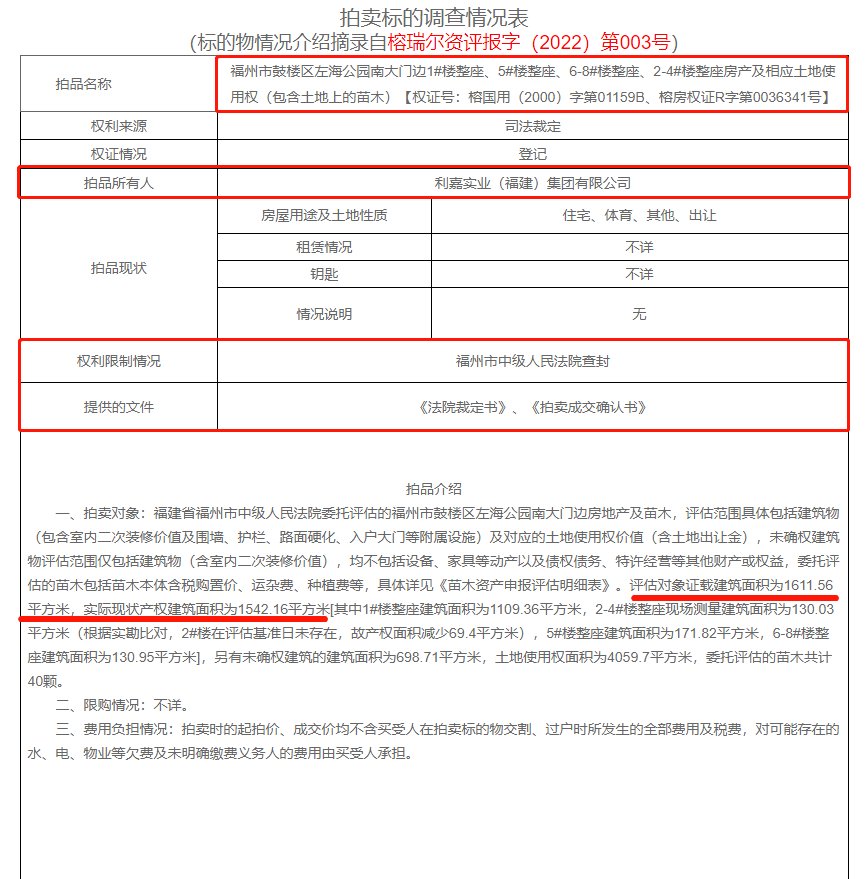 拍卖标的调查情况表
(标的物情况介绍摘录自榕瑞尔资评报字（2022）第003号)
拍品名称
福州市鼓楼区左海公园南大门边1#楼整座、5#楼整座、6-8#楼整座、2-4#楼整座房产及相应土地使
用权（包含土地上的苗木）【权证号：榕国用（2000）字第01159B、榕房权证R字第0036341号】
权利来源
司法裁定
权证情况
登记
拍品所有人
利嘉实业（福建）集团有限公司
拍品现状
房屋用途及土地性质
住宅、体育、其他、出让
租赁情况
不详
钥匙
不详
情况说明
无
权利限制情况
福州市中级人民法院查封
提供的文件
《法院裁定书》、《拍卖成交确认书》
拍品介绍
一、拍卖对象：福建省福州市中级人民法院委托评估的福州市鼓楼区左海公园南大门边房地产及苗木，评估范围具体包括建筑物
（包含室内二次装修价值及围墙、护栏、路面硬化、入户大门等附属设施）及对应的土地使用权价值（含土地出让金），未确权建筑
物评估范围仅包括建筑物（含室内二次装修价值），均不包括设备、家具等动产以及债权债务、特许经营等其他财产或权益，委托评
估的苗木包括苗木本体含税购置价、运杂费、种植费等，具体详见《苗木资产申报评估明细表》。评估对象证载建筑面积为1611.56
平方米，实际现状产权建筑面积为1542.16平方米[其中1#楼整座建筑面积为1109.36平方米，2-4#楼整座现场测量建筑面积为130.03
平方米（根据实勘比对，2#楼在评估基准日未存在，故产权面积减少69.4平方米），5#楼整座建筑面积为171.82平方米，6-8#楼整
座建筑面积为130.95平方米]，另有未确权建筑的建筑面积为698.71平方米，土地使用权面积为4059.7平方米，委托评估的苗木共计
40颗。
二、限购情况：不详。
三、费用负担情况：拍卖时的起拍价、成交价均不含买受人在拍卖标的物交割、过户时所发生的全部费用及税费，对可能存在的
水、电、物业等欠费及未明确缴费义务人的费用由买受人承担。